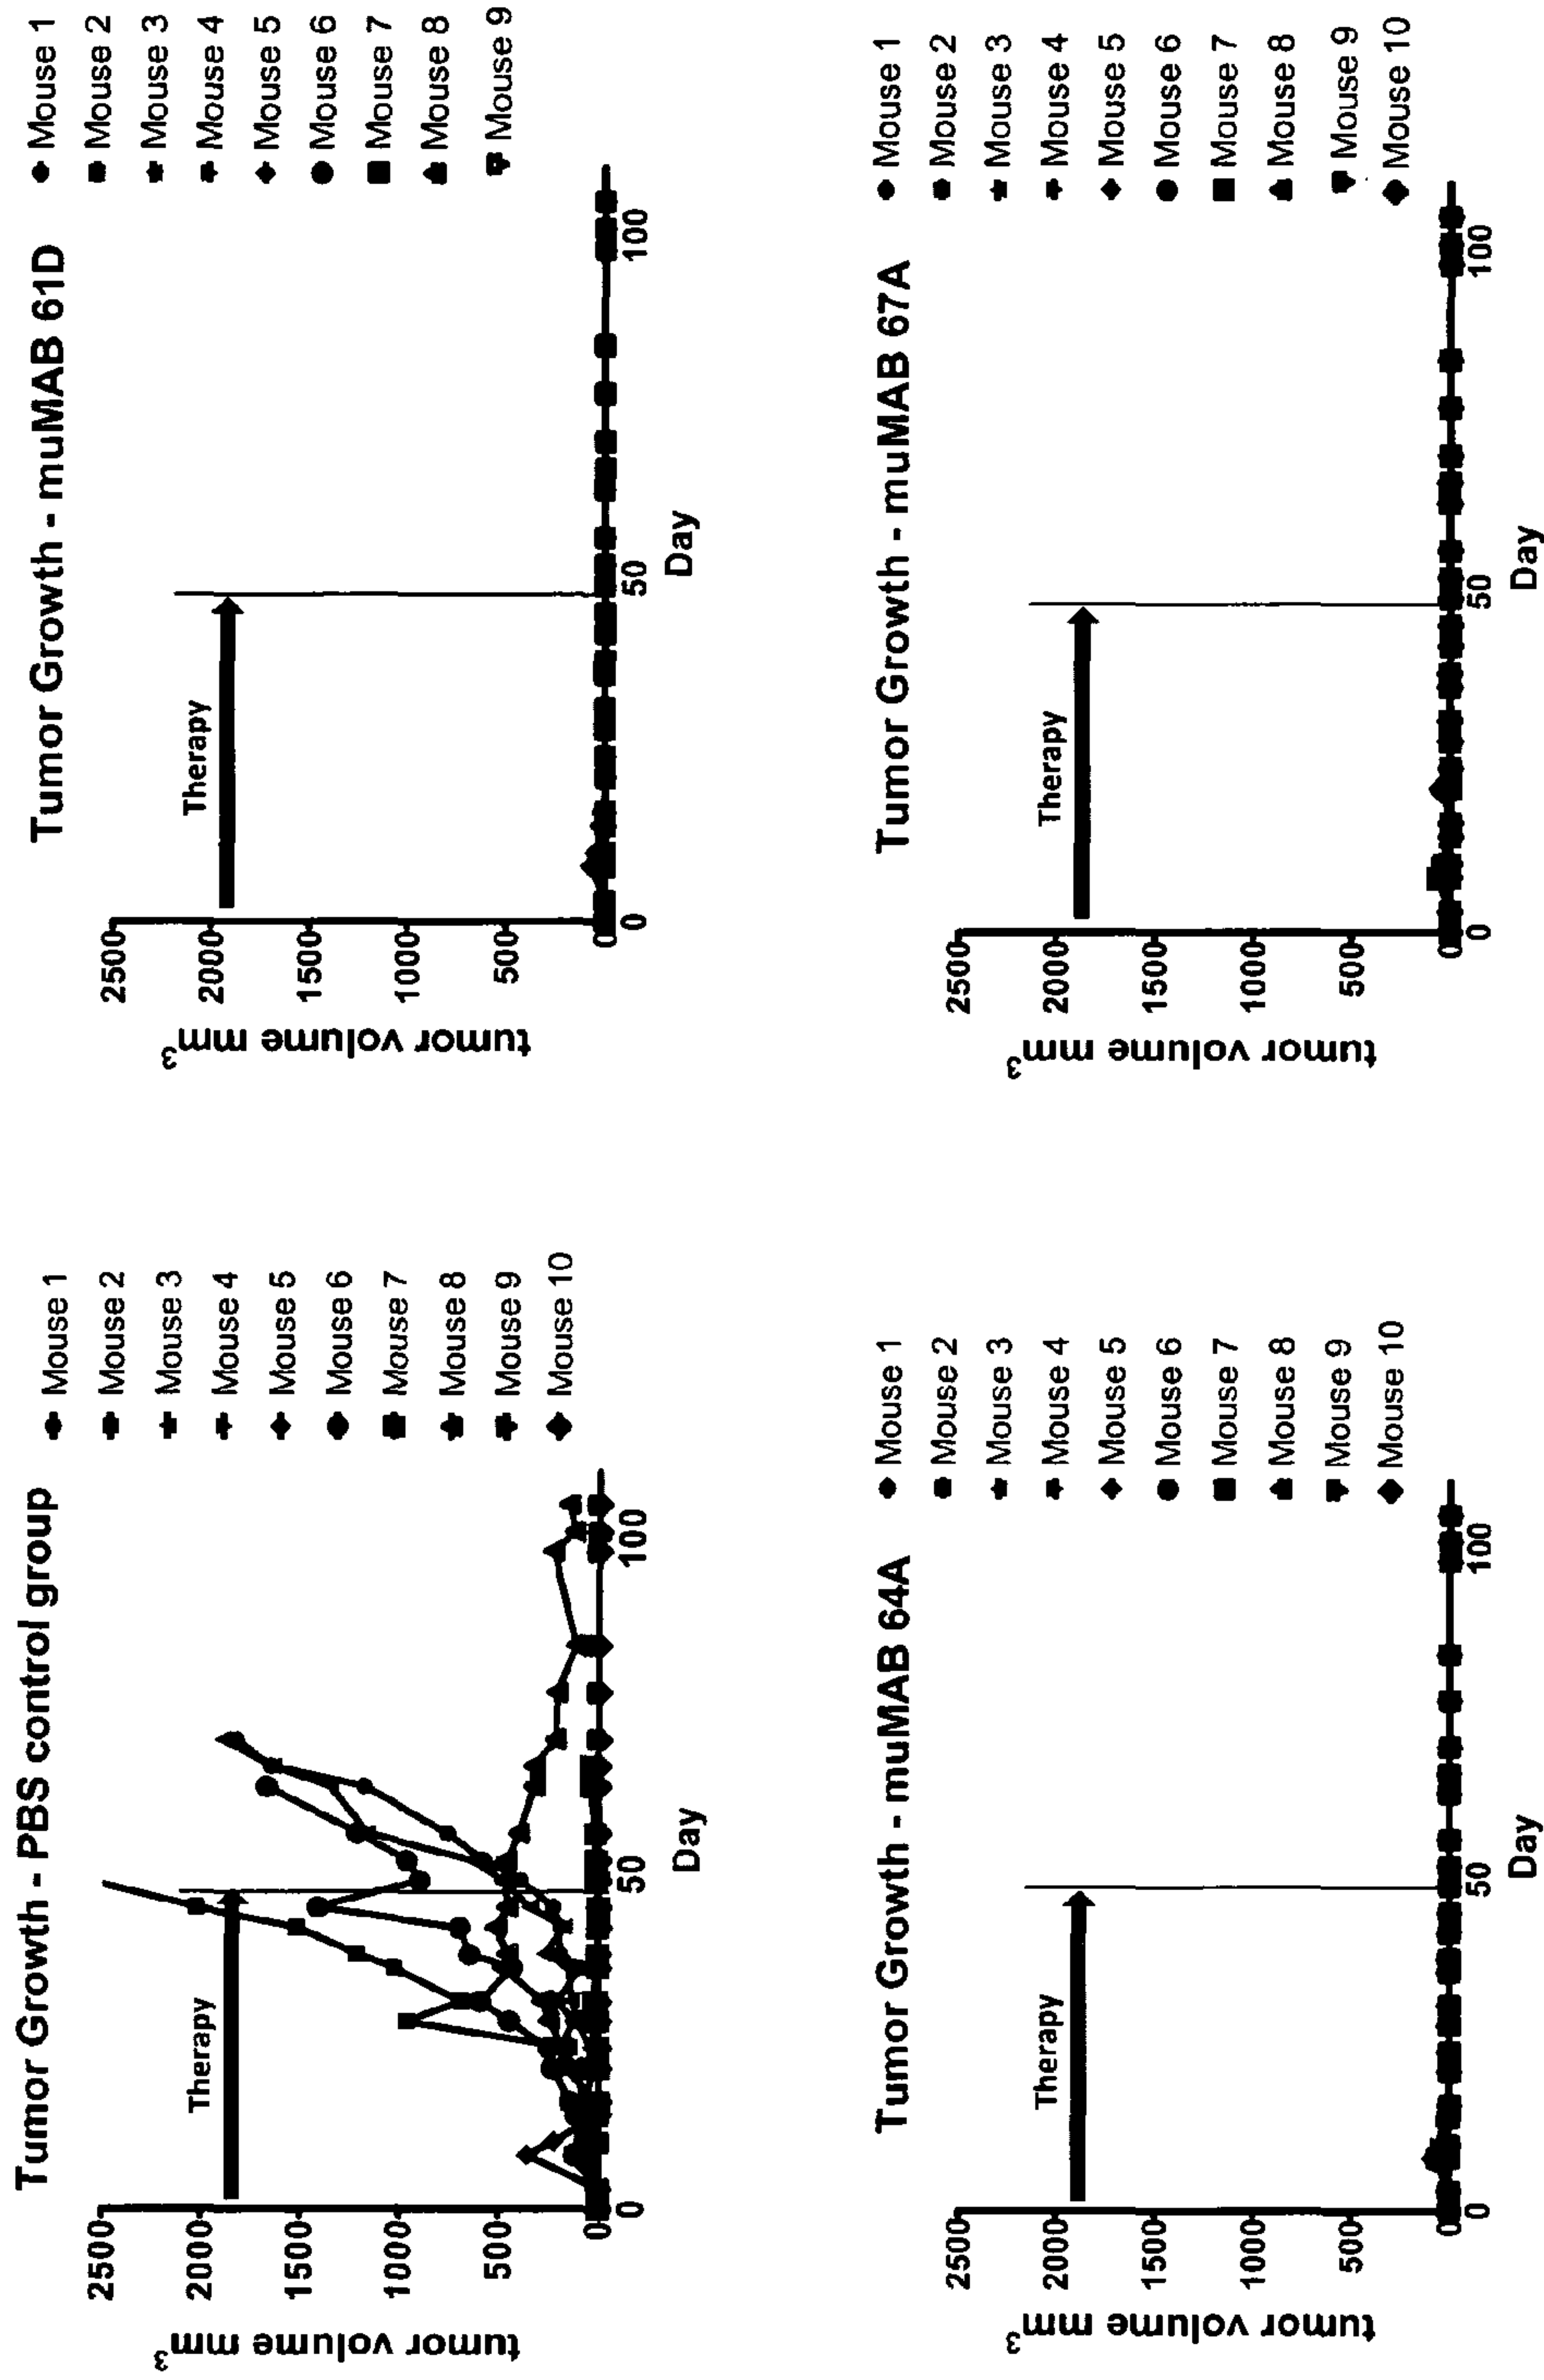 Tumor Growth - PBS control group
tumor volume mm³
2500
2000
1500
1000
500
0
Therapy
0
50
100
Day
Mouse 1
Mouse 2
Mouse 3
Mouse 4
Mouse 5
Mouse 6
Mouse 7
Mouse 8
Mouse 9
Mouse 10
Tumor Growth - muMAB 61D
tumor volume mm³
2500
2000
1500
1000
500
0
Therapy
0
50
100
Day
Mouse 1
Mouse 2
Mouse 3
Mouse 4
Mouse 5
Mouse 6
Mouse 7
Mouse 8
Mouse 9
Tumor Growth - muMAB 64A
tumor volume mm³
2500
2000
1500
1000
500
0
Therapy
0
50
100
Day
Mouse 1
Mouse 2
Mouse 3
Mouse 4
Mouse 5
Mouse 6
Mouse 7
Mouse 8
Mouse 9
Mouse 10
Tumor Growth - muMAB 67A
tumor volume mm³
2500
2000
1500
1000
500
0
Therapy
0
50
100
Day
Mouse 1
Mouse 2
Mouse 3
Mouse 4
Mouse 5
Mouse 6
Mouse 7
Mouse 8
Mouse 9
Mouse 10